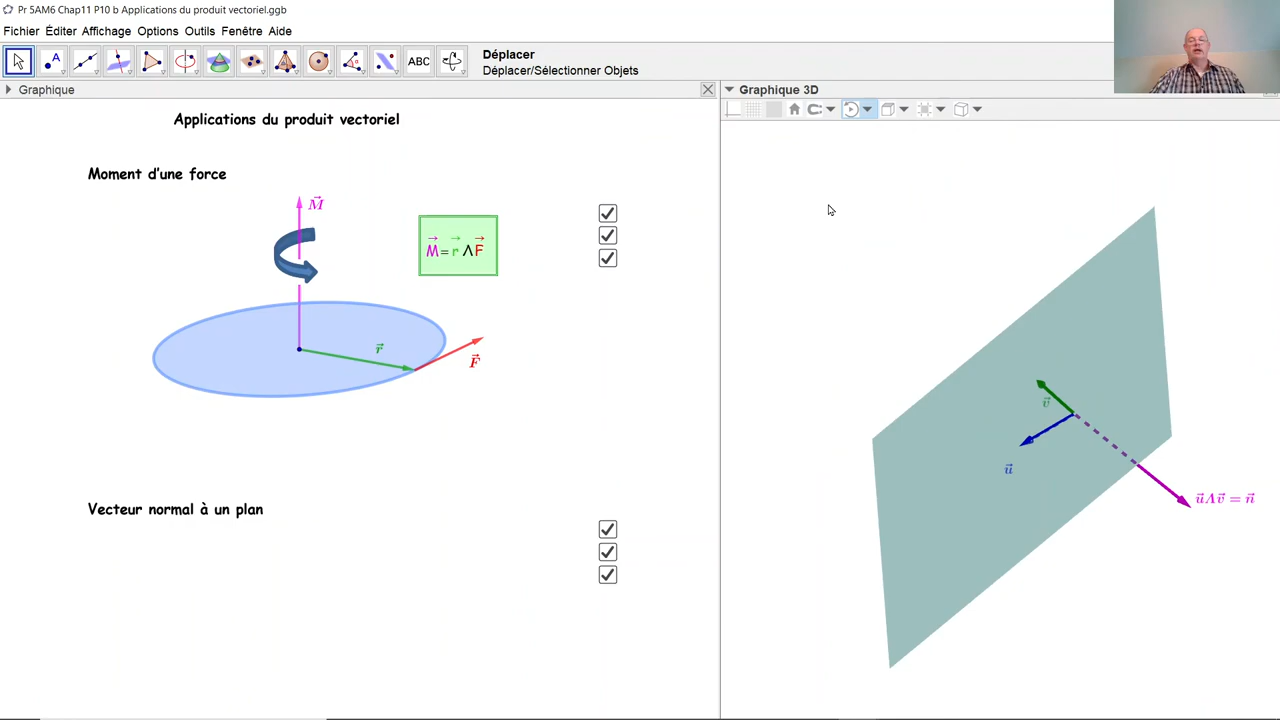 Pr 5AM6 Chap11 P10 b Applications du produit vectoriel.ggb
Fichier Éditer Affichage Options Outils Fenêtre Aide
A
ABC
Déplacer
Déplacer/Sélectionner Objets
Graphique
Graphique 3D
Applications du produit vectoriel
Moment d'une force
M⃗
M⃗ = r⃗ Λ F⃗
r⃗
F⃗
v⃗
u⃗
u⃗Λv⃗ = n⃗
Vecteur normal à un plan